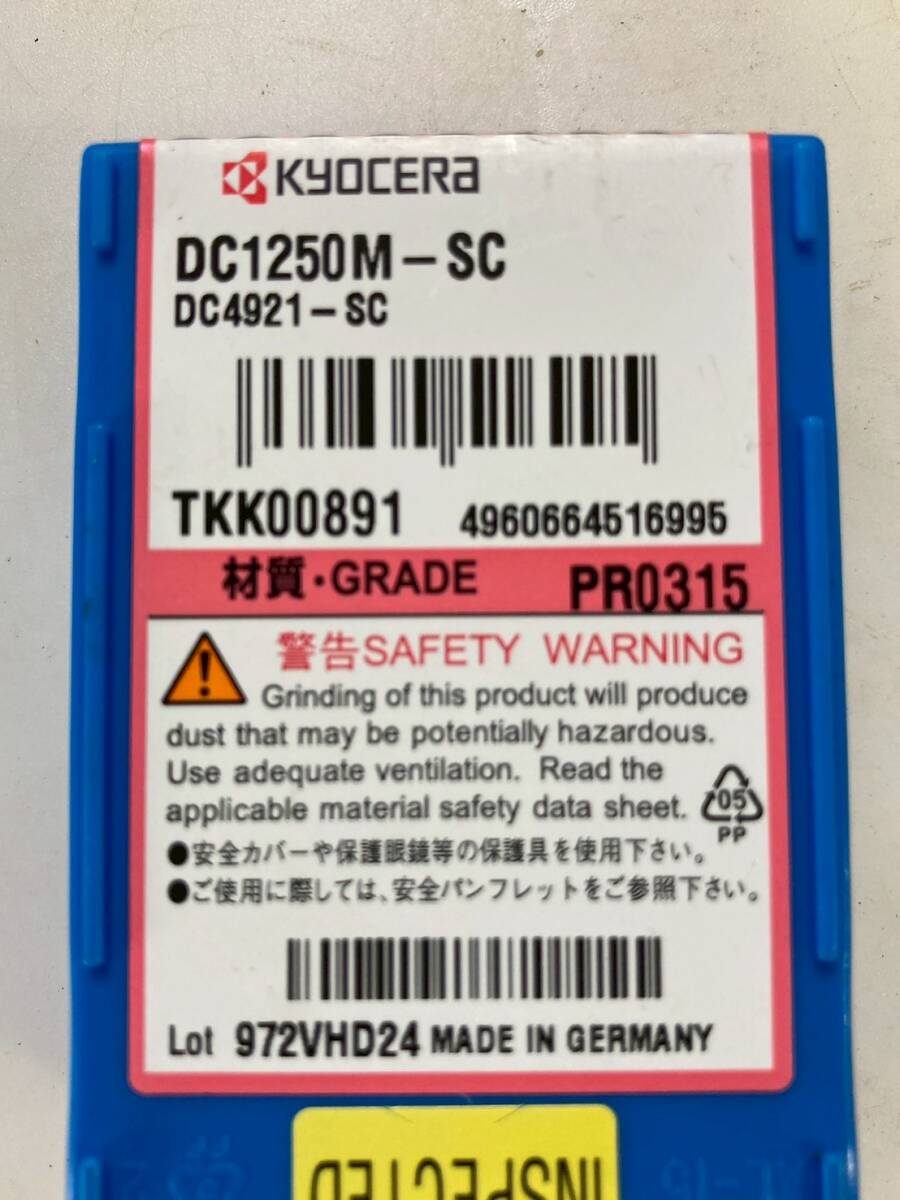 KYOCERA
DC1250M-SC
DC4921-SC
TKK00891 4960664516995
材質・GRADE PR0315
警告SAFETY WARNING
Grinding of this product will produce
dust that may be potentially hazardous.
Use adequate ventilation. Read the
applicable material safety data sheet.
05
PP
●安全カバーや保護眼鏡等の保護具を使用下さい。
●ご使用に際しては、安全パンフレットをご参照下さい。
Lot 972VHD24 MADE IN GERMANY
INSPECTED